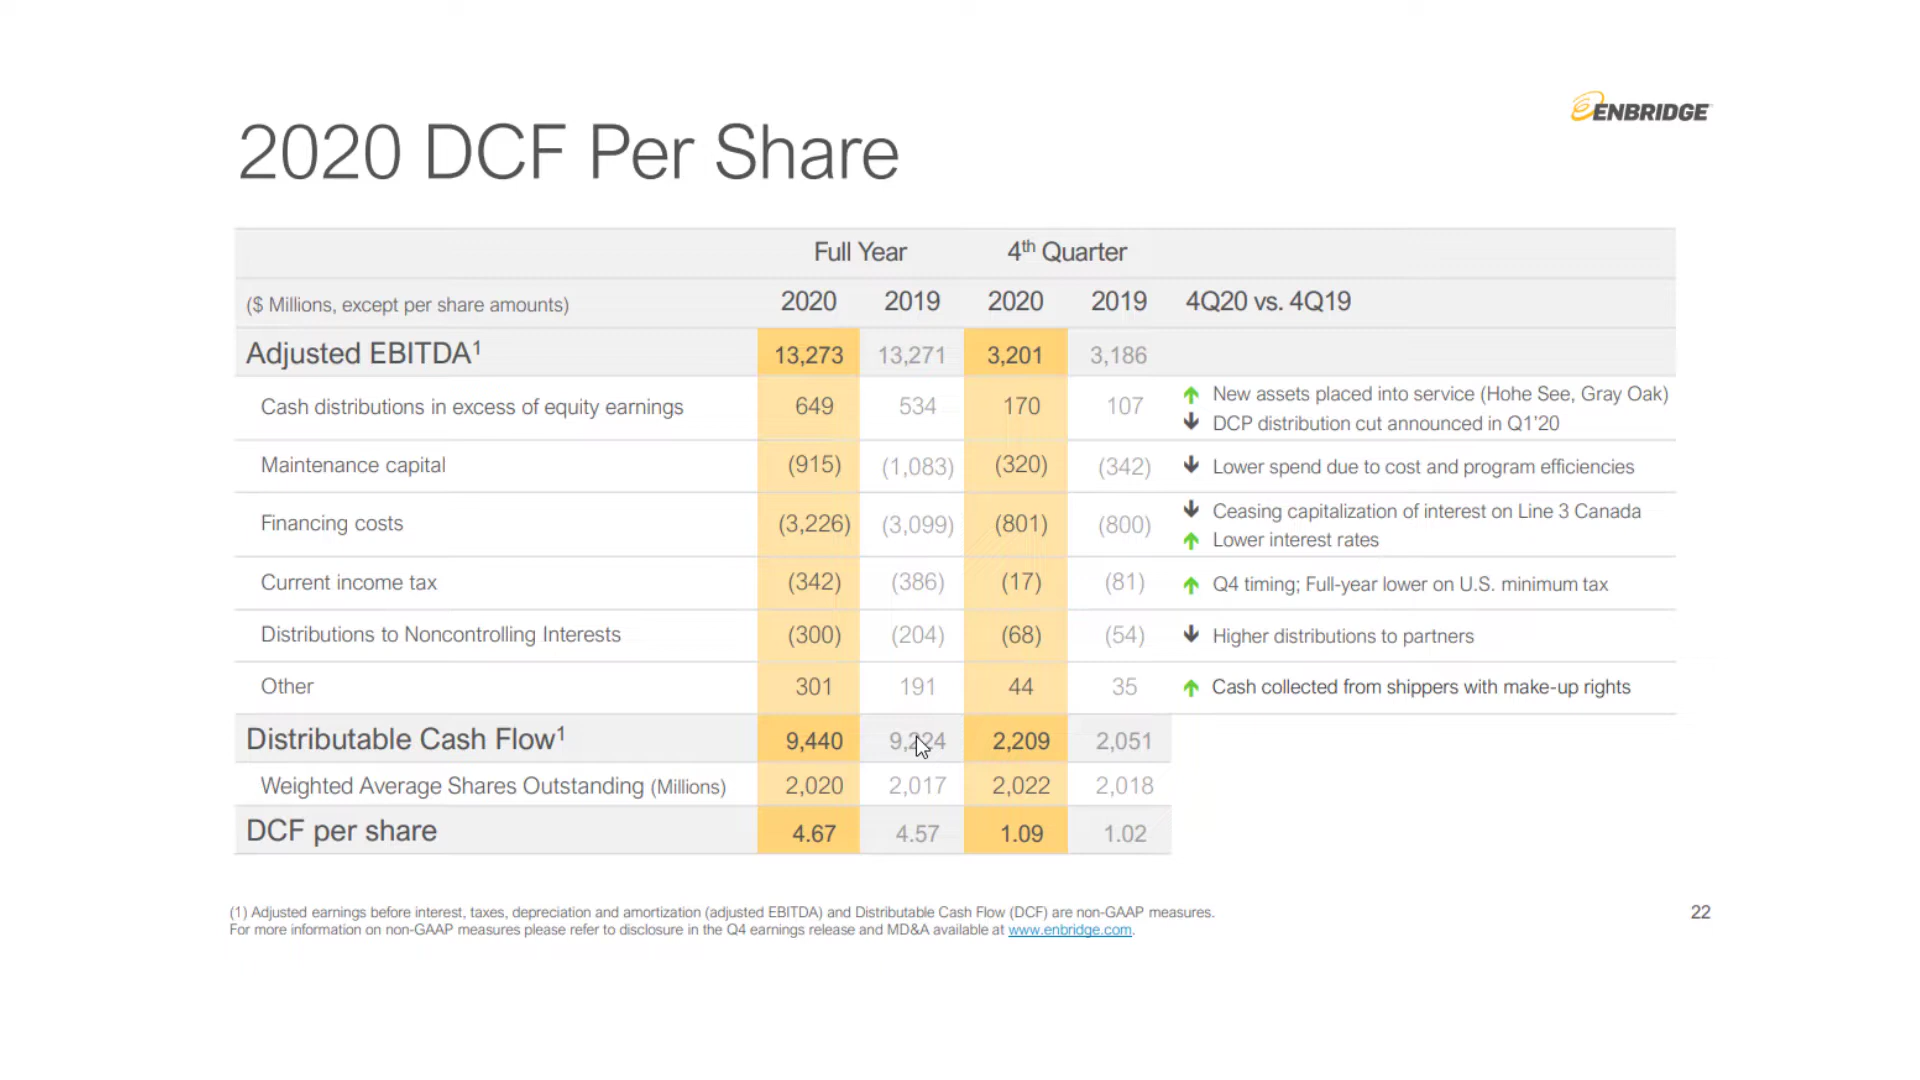 ENBRIDGE
2020 DCF Per Share
Full Year 4th Quarter
($ Millions, except per share amounts) 2020 2019 2020 2019 4Q20 vs. 4Q19
Adjusted EBITDA1 13,273 13,271 3,201 3,186
Cash distributions in excess of equity earnings 649 534 170 107 New assets placed into service (Hohe See, Gray Oak)
DCP distribution cut announced in Q1'20
Maintenance capital (915) (1,083) (320) (342) Lower spend due to cost and program efficiencies
Financing costs (3,226) (3,099) (801) (800) Ceasing capitalization of interest on Line 3 Canada
Lower interest rates
Current income tax (342) (386) (17) (81) Q4 timing; Full-year lower on U.S. minimum tax
Distributions to Noncontrolling Interests (300) (204) (68) (54) Higher distributions to partners
Other 301 191 44 35 Cash collected from shippers with make-up rights
Distributable Cash Flow1 9,440 9,224 2,209 2,051
Weighted Average Shares Outstanding (Millions) 2,020 2,017 2,022 2,018
DCF per share 4.67 4.57 1.09 1.02
(1) Adjusted earnings before interest, taxes, depreciation and amortization (adjusted EBITDA) and Distributable Cash Flow (DCF) are non-GAAP measures.
For more information on non-GAAP measures please refer to disclosure in the Q4 earnings release and MD&A available at www.enbridge.com.
22